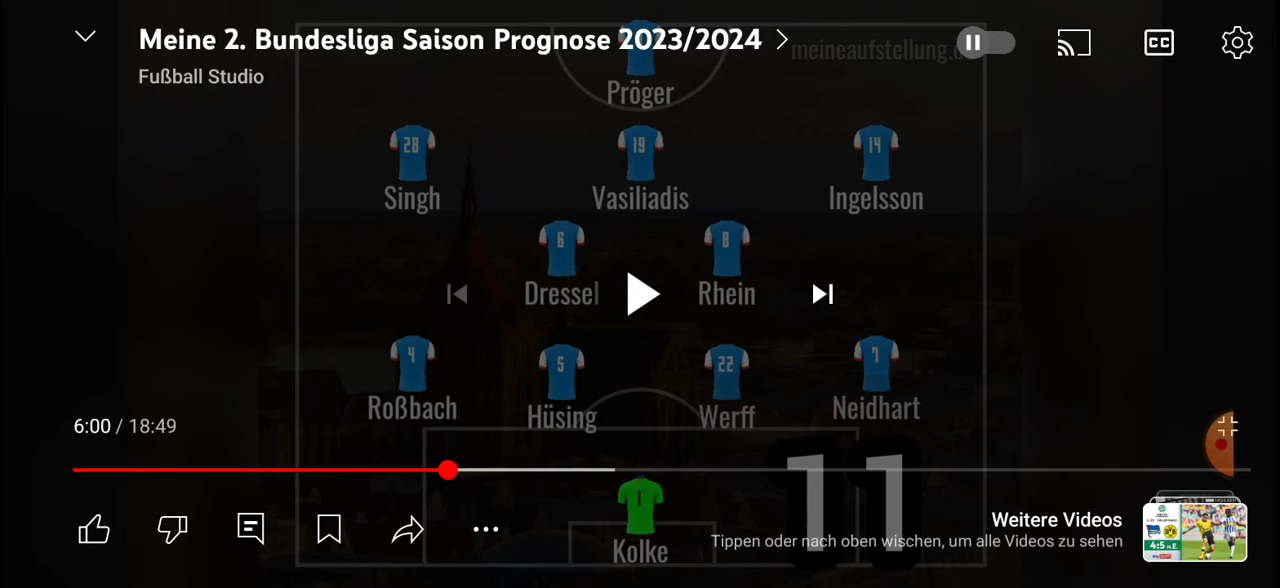 Meine 2. Bundesliga Saison Prognose 2023/2024
meineaufstellung.d
Fußball Studio
CC
Pröger
28 19 14
Singh Vasiliadis Ingelsson
6 8
Dressel Rhein
4 5 22 7
Roßbach Hüsing Werff Neidhart
6:00 / 18:49
11
1
Kolke
Weitere Videos
Tippen oder nach oben wischen, um alle Videos zu sehen
4:5 n.E.